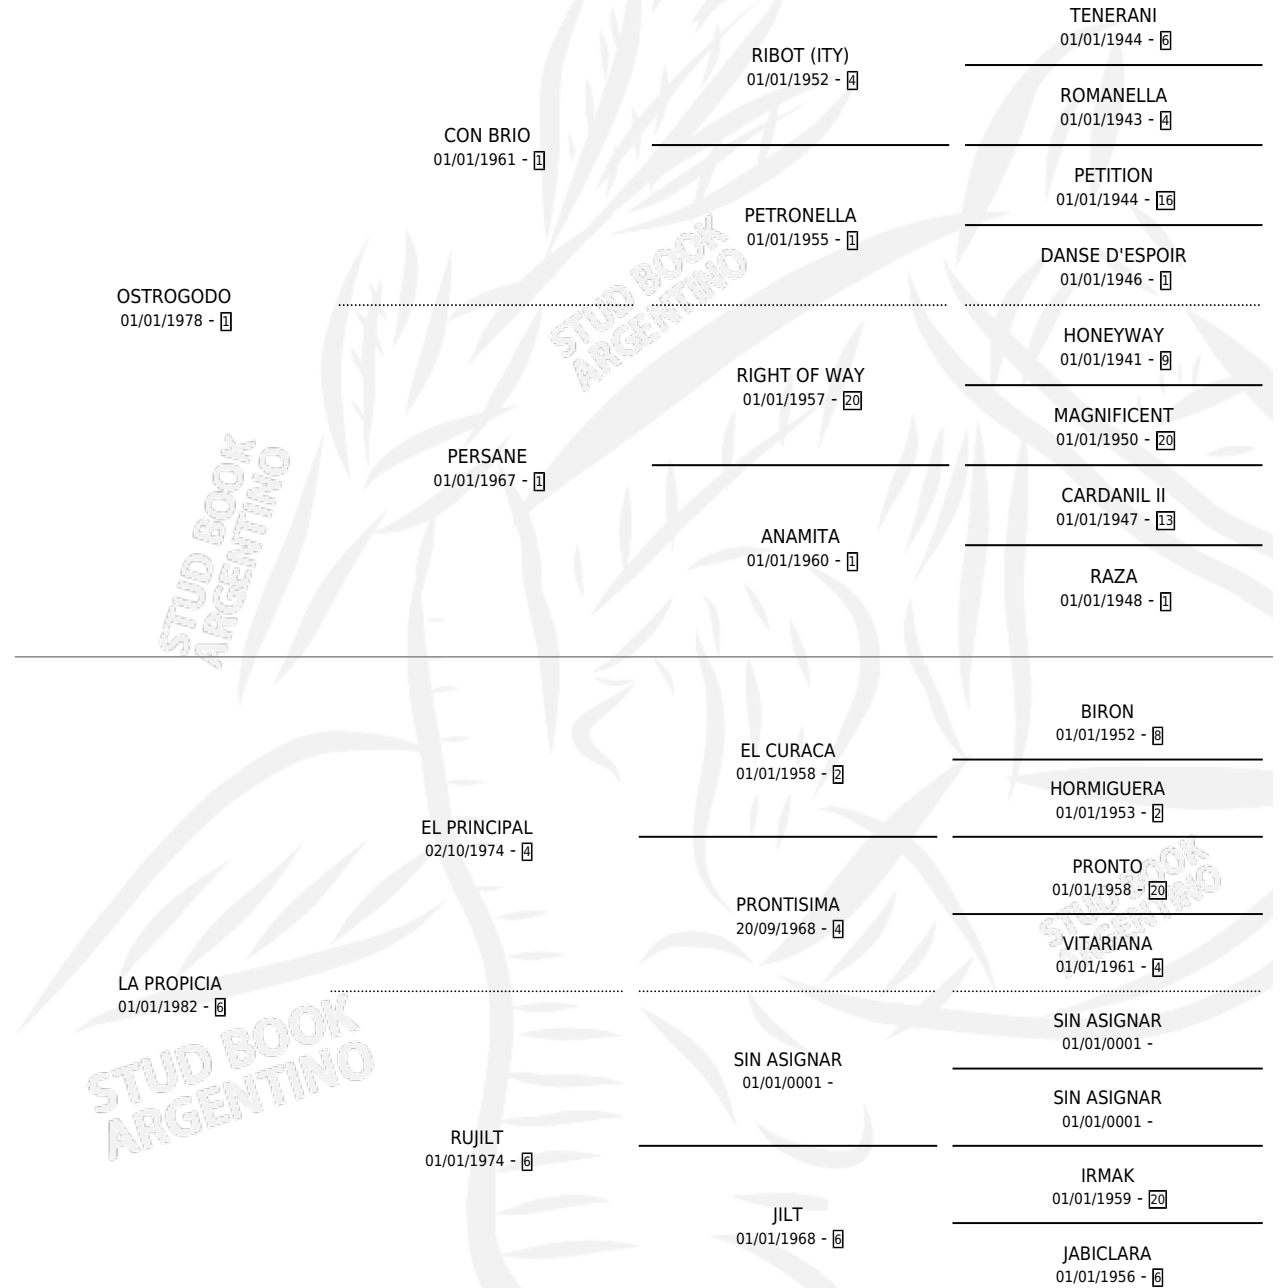 TENERANI
01/01/1944 - 6
RIBOT (ITY)
01/01/1952 - 4
ROMANELLA
01/01/1943 - 4
CON BRIO
01/01/1961 - 1
PETITION
01/01/1944 - 16
PETRONELLA
01/01/1955 - 1
DANSE D'ESPOIR
01/01/1946 - 1
OSTROGODO
01/01/1978 - 1
HONEYWAY
01/01/1941 - 9
RIGHT OF WAY
01/01/1957 - 20
MAGNIFICENT
01/01/1950 - 20
PERSANE
01/01/1967 - 1
CARDANIL II
01/01/1947 - 13
ANAMITA
01/01/1960 - 1
RAZA
01/01/1948 - 1
BIRON
01/01/1952 - 8
EL CURACA
01/01/1958 - 2
HORMIGUERA
01/01/1953 - 2
EL PRINCIPAL
02/10/1974 - 4
PRONTO
01/01/1958 - 20
PRONTISIMA
20/09/1968 - 4
VITARIANA
01/01/1961 - 4
LA PROPICIA
01/01/1982 - 6
SIN ASIGNAR
01/01/0001 -
SIN ASIGNAR
01/01/0001 -
SIN ASIGNAR
01/01/0001 -
RUJILT
01/01/1974 - 6
IRMAK
01/01/1959 - 20
JILT
01/01/1968 - 6
JABICLARA
01/01/1956 - 6
STUD BOOK
ARGENTINO
STUD BOOK
ARGENTINO
STUD BOOK
ARGENTINO
STUD BOOK
ARGENTINO